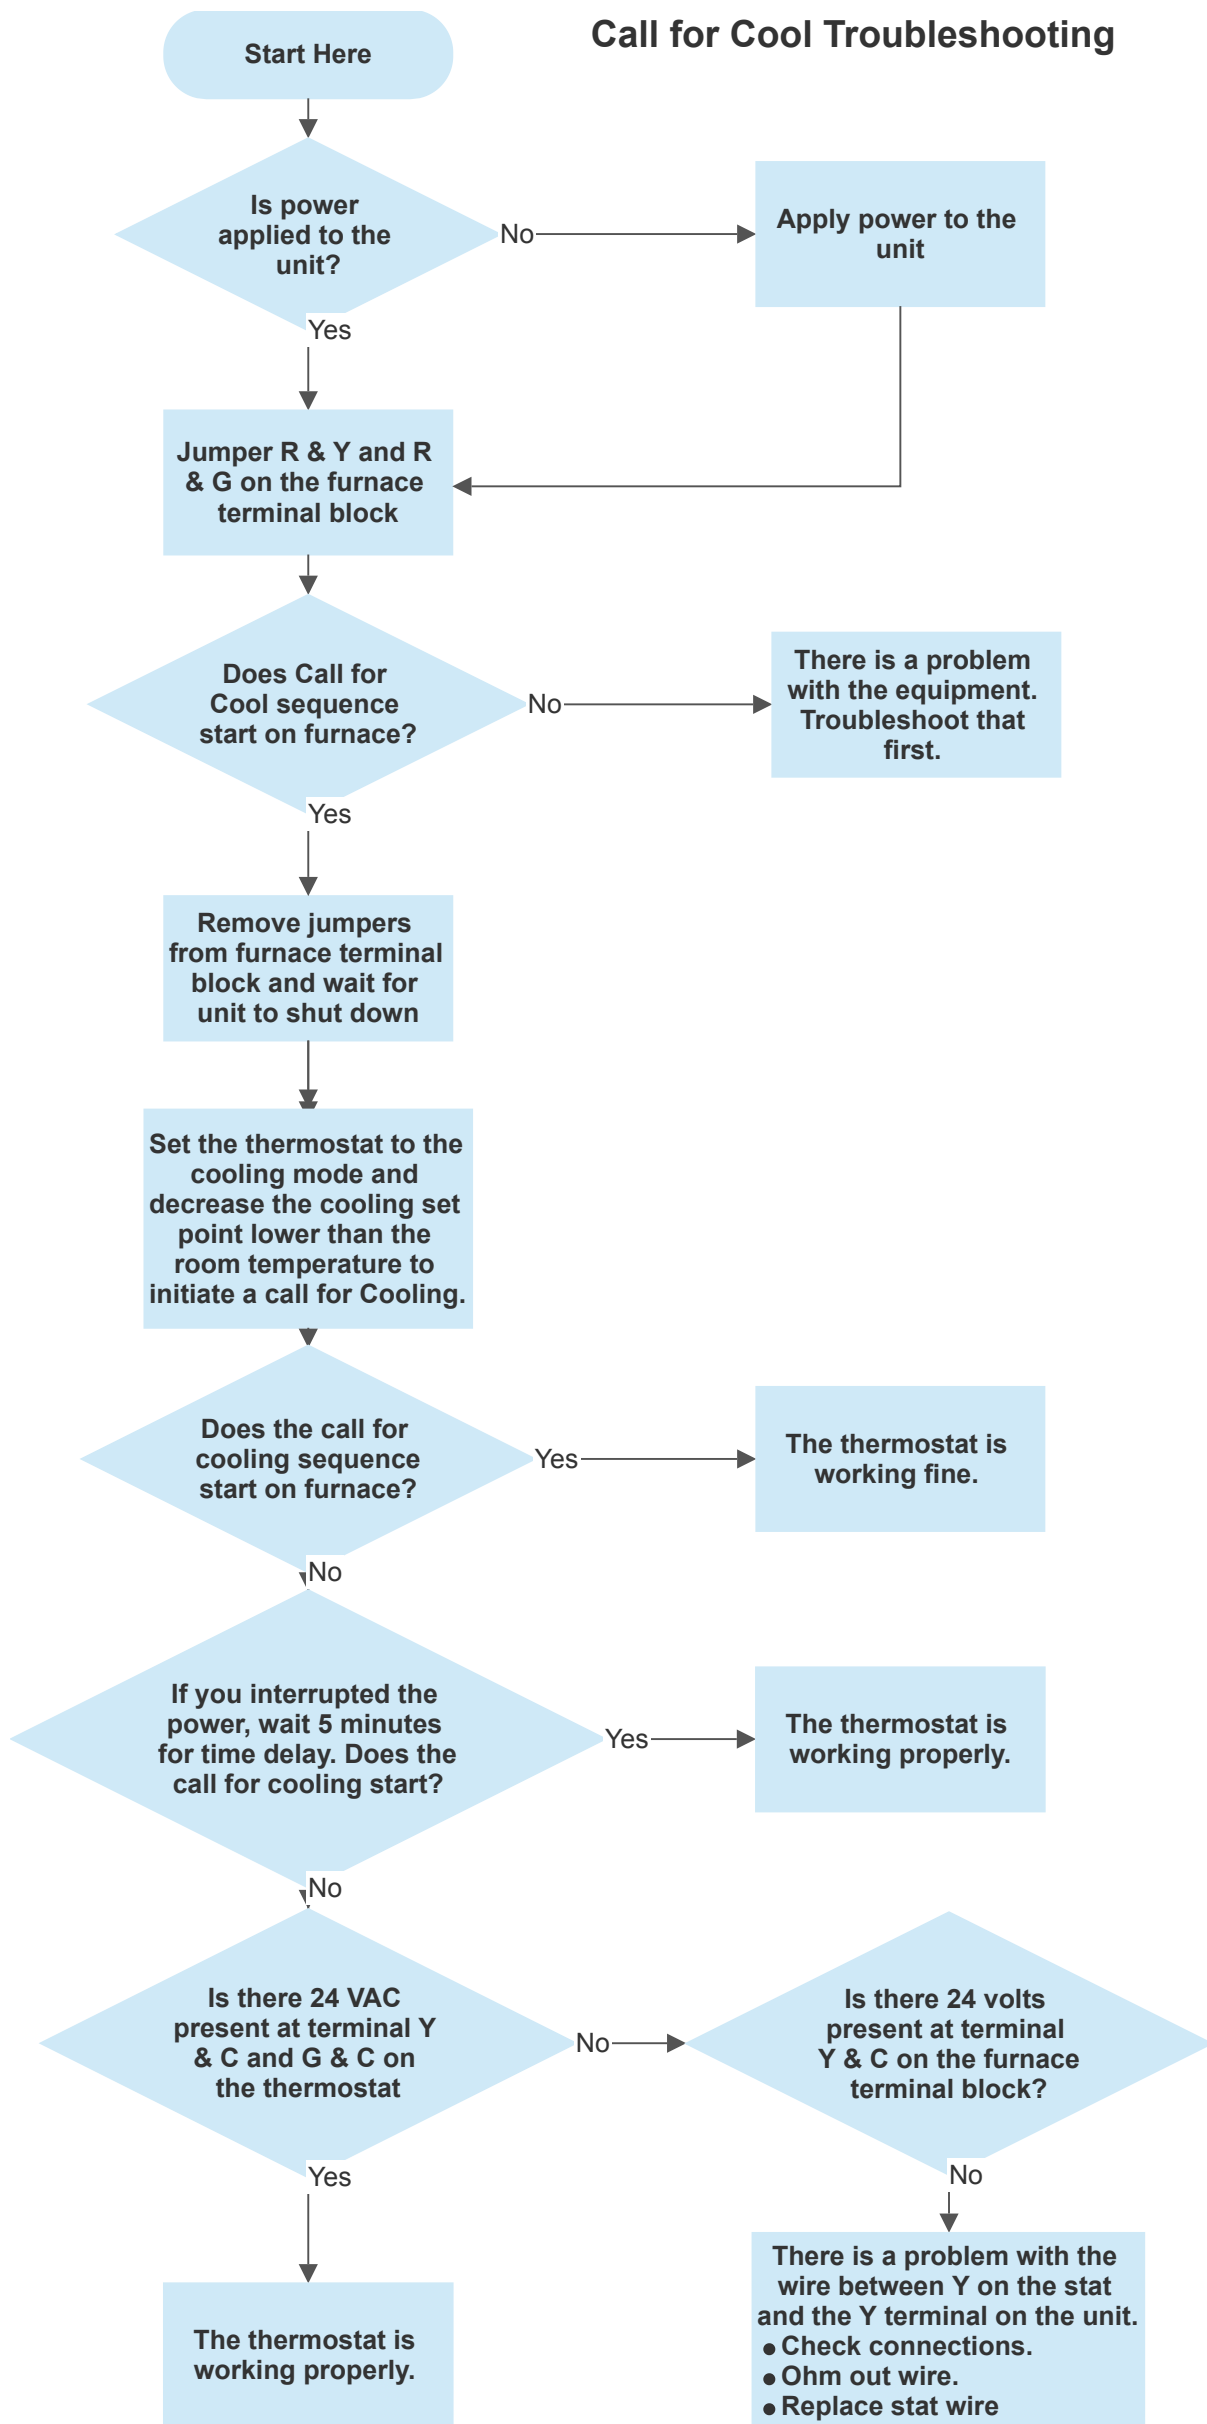 Call for Cool Troubleshooting
Start Here
Is power
applied to the
unit?
No
Apply power to the
unit
Yes
Jumper R & Y and R
& G on the furnace
terminal block
Does Call for
Cool sequence
start on furnace?
No
There is a problem
with the equipment.
Troubleshoot that
first.
Yes
Remove jumpers
from furnace terminal
block and wait for
unit to shut down
Set the thermostat to the
cooling mode and
decrease the cooling set
point lower than the
room temperature to
initiate a call for Cooling.
Does the call for
cooling sequence
start on furnace?
Yes
The thermostat is
working fine.
No
If you interrupted the
power, wait 5 minutes
for time delay. Does the
call for cooling start?
Yes
The thermostat is
working properly.
No
Is there 24 VAC
present at terminal Y
& C and G & C on
the thermostat
No
Is there 24 volts
present at terminal
Y & C on the furnace
terminal block?
Yes
The thermostat is
working properly.
No
There is a problem with the
wire between Y on the stat
and the Y terminal on the unit.
● Check connections.
● Ohm out wire.
● Replace stat wire